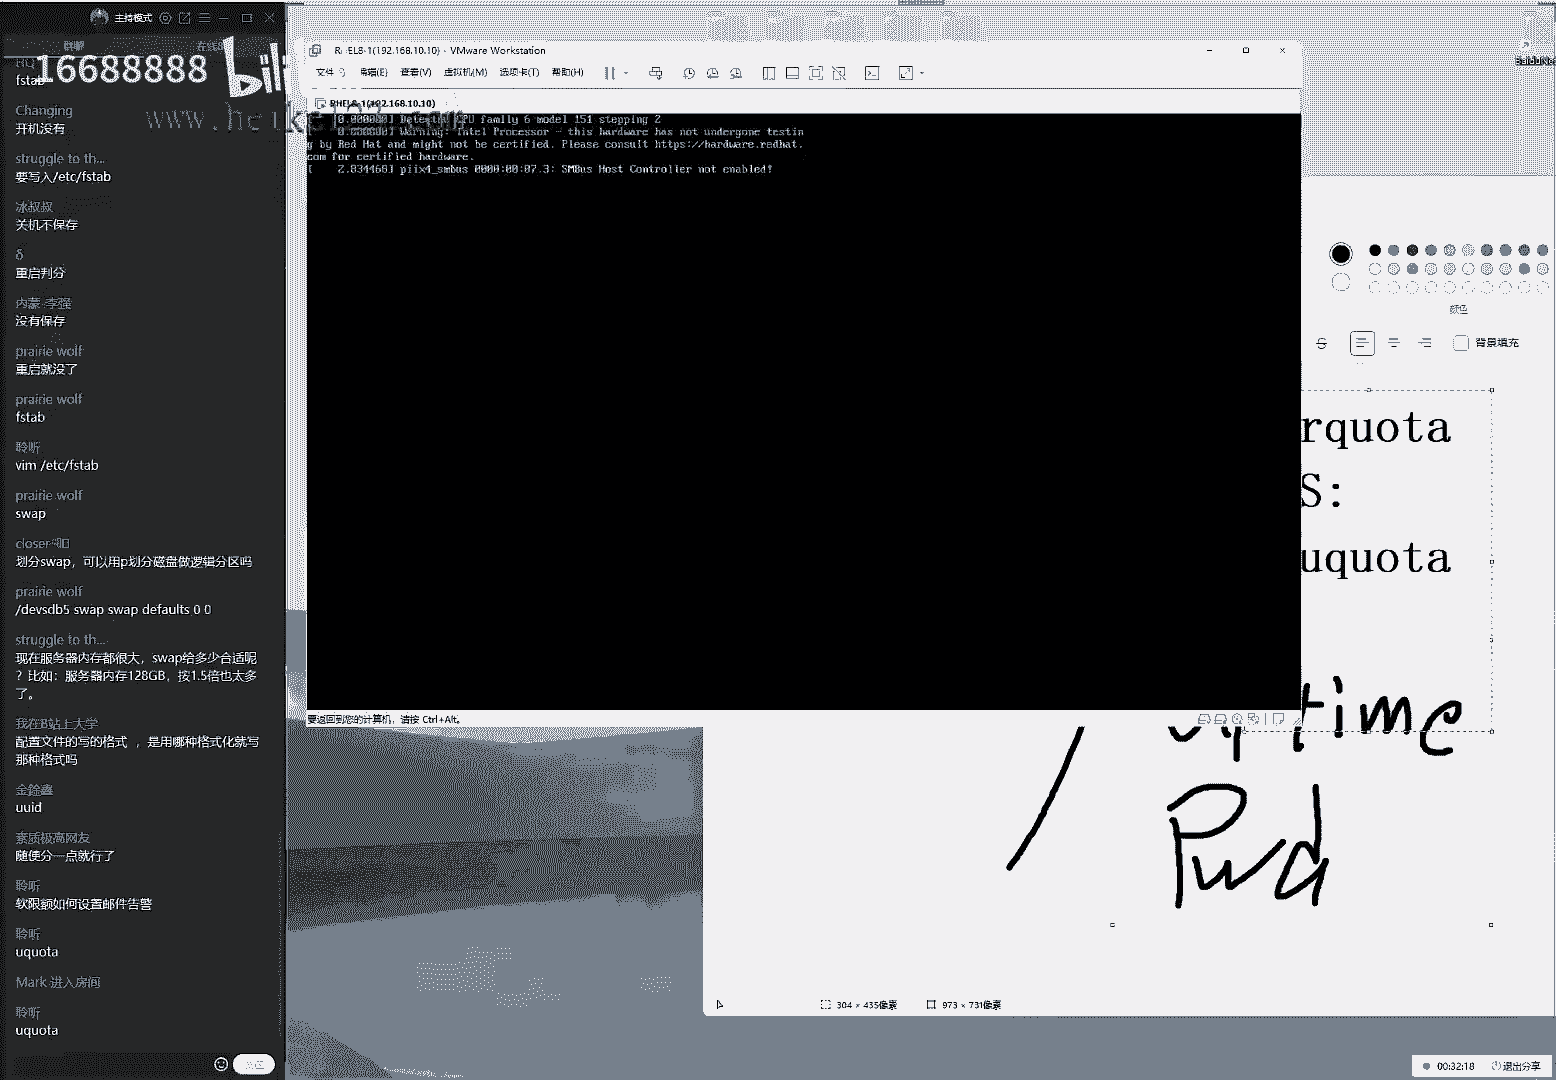 主持模式
16688888
fstab
Changing
开机没有
struggle to th...
要写入/etc/fstab
冰叔叔
关机不保存
δ
重启判分
内蒙-李强
没有保存
prairie wolf
重启就没了
prairie wolf
fstab
聆听
vim /etc/fstab
prairie wolf
swap
划分swap，可以用p划分磁盘做逻辑分区吗
prairie wolf
/devsdb5 swap swap defaults 0 0
struggle to th...
现在服务器内存都很大，swap给多少合适呢
？比如：服务器内存128GB，按1.5倍也太多
了。
我在B站上大学
配置文件的写的格式 ，是用哪种格式化就写
那种格式吗
uuid
素质极高网友
随便分一点就行了
聆听
软限额如何设置邮件告警
聆听
uquota
Mark 进入房间
聆听
uquota
RHEL8-1(192.168.10.10) - VMware Workstation
文件 编辑(E) 查看(V) 虚拟机(M) 选项卡(T) 帮助(H)
RHEL8-1(192.168.10.10)
[ 0.000000] Detected CPU family 6 model 151 stepping 2
[ 0.000000] Warning: Intel Processor - this hardware has not undergone testin
g by Red Hat and might not be certified. Please consult https://hardware.redhat.
com for certified hardware.
[ 2.834468] piix4_smbus 0000:00:07.3: SMBus Host Controller not enabled!
要返回到您的计算机，请按 Ctrl+Alt。
颜色
背景填充
rquota
S:
uquota
time
Pwd
304 × 435像素
973 × 731像素
00:32:18
退出分享